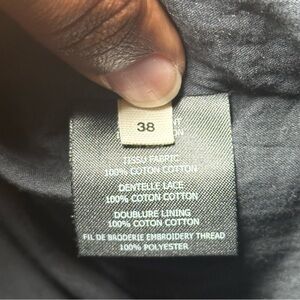 38
TISSU FABRIC
100% COTON COTTON
DENTELLE LACE
100% COTON COTTON
DOUBLURE LINING
100% COTON COTTON
FIL DE BRODERIE EMBROIDERY THREAD
100% POLYESTER